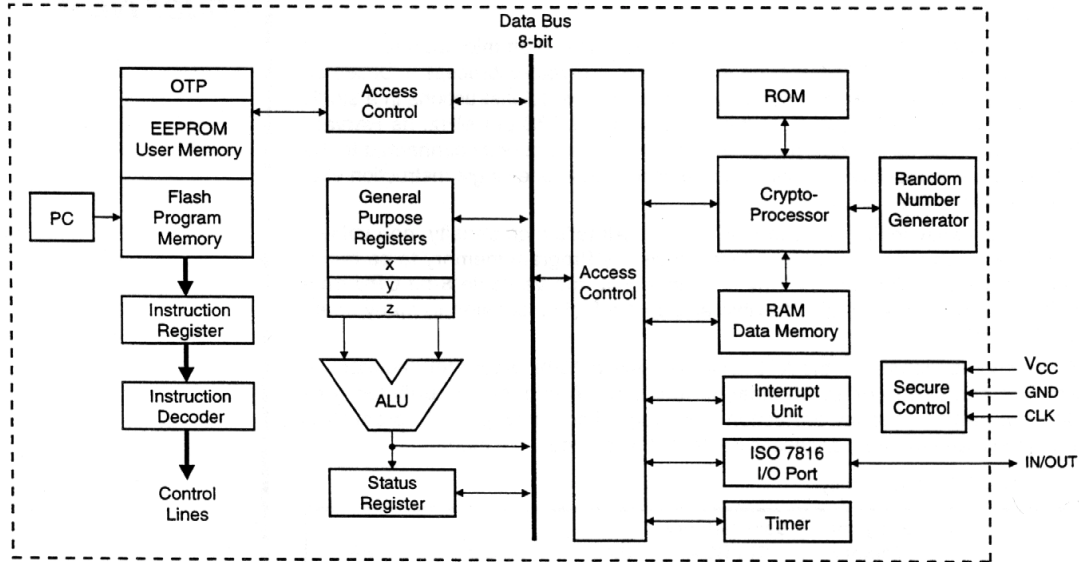 Data Bus
8-bit
OTP
EEPROM
User Memory
Flash
Program
Memory
PC
Instruction
Register
Instruction
Decoder
Control
Lines
Access
Control
General
Purpose
Registers
x
y
z
ALU
Status
Register
Access
Control
ROM
Crypto-
Processor
Random
Number
Generator
RAM
Data Memory
Interrupt
Unit
ISO 7816
I/O Port
Timer
Secure
Control
VCC
GND
CLK
IN/OUT